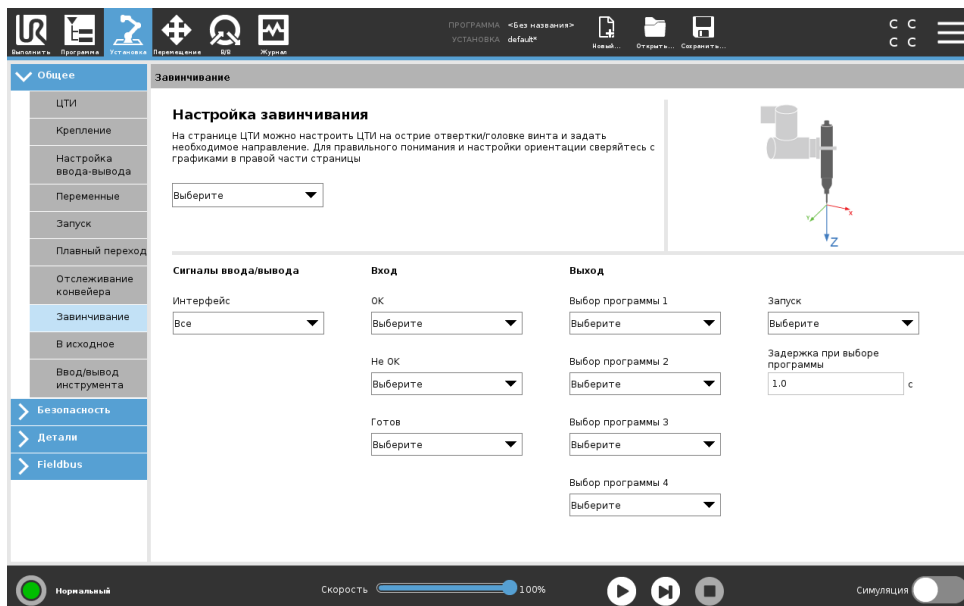 ПРОГРАММА <Без названия>
УСТАНОВКА default*
Выполнить Программа Установка Перемещение В/В Журнал Новый... Открыть... Сохранить...
C C
C C
Общее
Завинчивание
ЦТИ
Крепление
Настройка
ввода-вывода
Переменные
Запуск
Плавный переход
Отслеживание
конвейера
Завинчивание
В исходное
Ввод/вывод
инструмента
Безопасность
Детали
Fieldbus
Настройка завинчивания
На странице ЦТИ можно настроить ЦТИ на острие отвертки/головке винта и задать
необходимое направление. Для правильного понимания и настройки ориентации сверяйтесь с
графиками в правой части страницы
Выберите
Y X
Z
Сигналы ввода/вывода Вход Выход
Интерфейс OK Выбор программы 1 Запуск
Все Выберите Выберите Выберите
Не OK Выбор программы 2 Задержка при выборе
программы
Выберите Выберите 1.0 с
Готов Выбор программы 3
Выберите Выберите
Выбор программы 4
Выберите
Нормальный Скорость 100% Симуляция